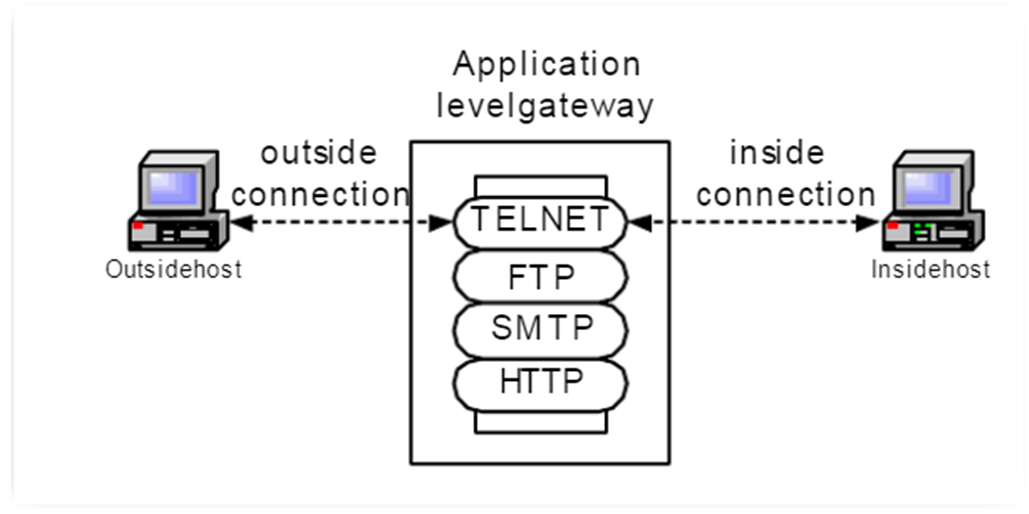 Application
levelgateway
outside
connection
inside
connection
TELNET
FTP
SMTP
HTTP
Outsidehost
Insidehost